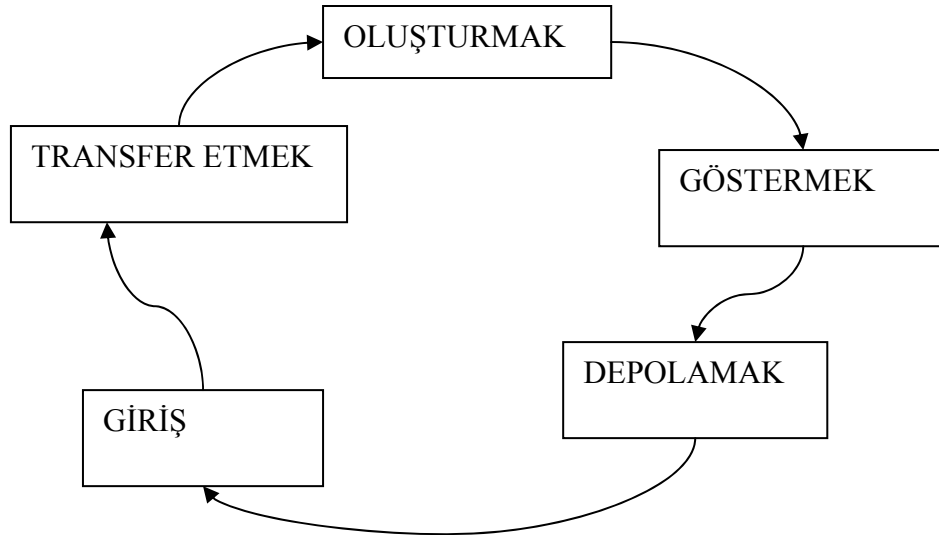 OLUŞTURMAK
TRANSFER ETMEK
GÖSTERMEK
DEPOLAMAK
GİRİŞ